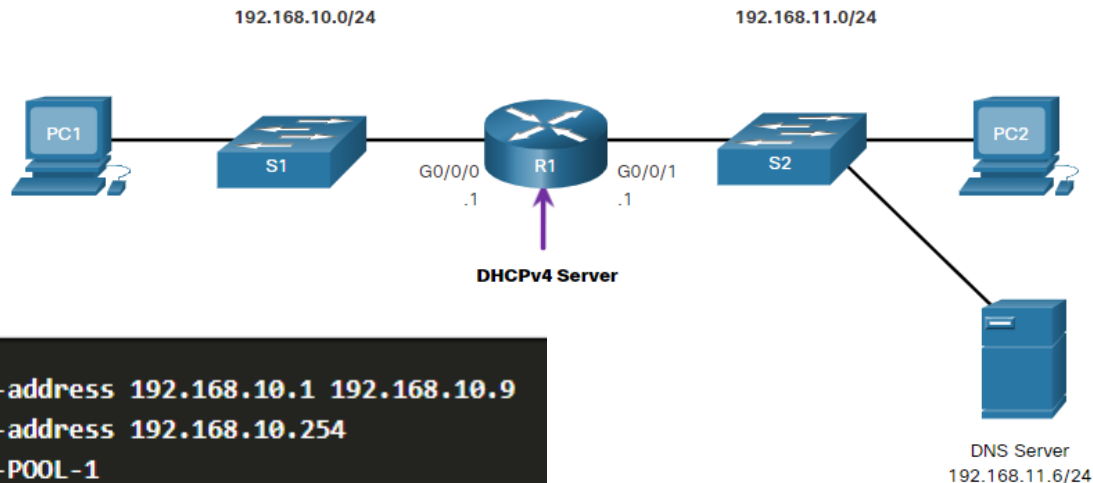 192.168.10.0/24
192.168.11.0/24
PC1
S1
G0/0/0
.1
R1
G0/0/1
.1
S2
PC2
DHCPv4 Server
-address 192.168.10.1 192.168.10.9
-address 192.168.10.254
-POOL-1
DNS Server
192.168.11.6/24